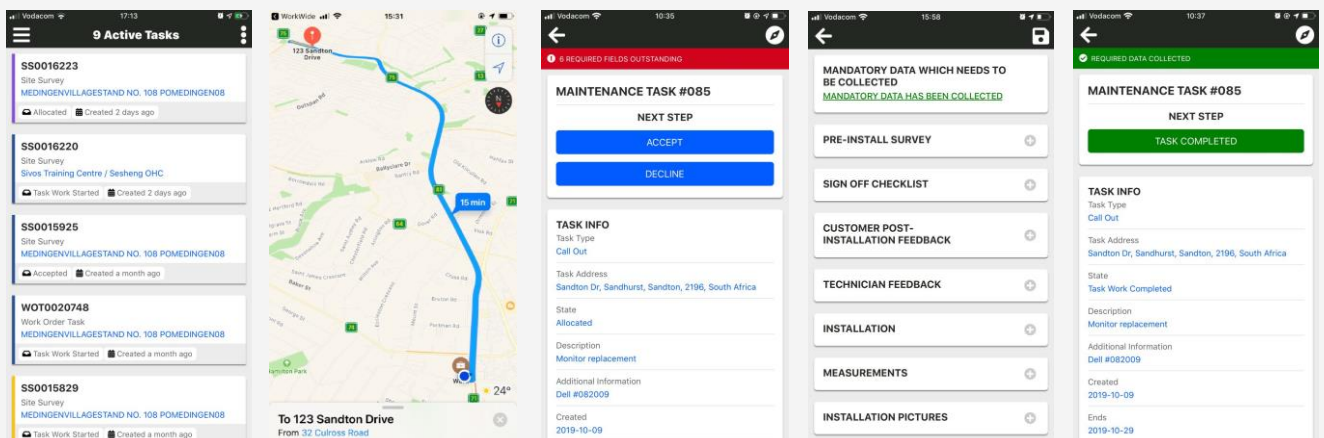 Vodacom 17:13
9 Active Tasks
SS0016223
Site Survey
MEDINGENVILLAGESTAND NO. 108 POMEDINGEN08
Allocated Created 2 days ago
SS0016220
Site Survey
Sivos Training Centre / Sesheng OHC
Task Work Started Created 2 days ago
SS0015925
Site Survey
MEDINGENVILLAGESTAND NO. 108 POMEDINGEN08
Accepted Created a month ago
WOT0020748
Work Order Task
MEDINGENVILLAGESTAND NO. 108 POMEDINGEN08
Task Work Started Created a month ago
SS0015829
Site Survey
MEDINGENVILLAGESTAND NO. 108 POMEDINGEN08
Task Work Started Created a month ago
WorkWide 15:31
123 Sandton
Drive
N
Ballyclare Dr
15 min
Saint James Crescent
24°
To 123 Sandton Drive
From 32 Culross Road
Vodacom 10:35
6 REQUIRED FIELDS OUTSTANDING
MAINTENANCE TASK #085
NEXT STEP
ACCEPT
DECLINE
TASK INFO
Task Type
Call Out
Task Address
Sandton Dr, Sandhurst, Sandton, 2196, South Africa
State
Allocated
Description
Monitor replacement
Additional Information
Dell #082009
Created
2019-10-09
Vodacom 15:58
MANDATORY DATA WHICH NEEDS TO
BE COLLECTED
MANDATORY DATA HAS BEEN COLLECTED
PRE-INSTALL SURVEY
SIGN OFF CHECKLIST
CUSTOMER POST-
INSTALLATION FEEDBACK
TECHNICIAN FEEDBACK
INSTALLATION
MEASUREMENTS
INSTALLATION PICTURES
Vodacom 10:37
REQUIRED DATA COLLECTED
MAINTENANCE TASK #085
NEXT STEP
TASK COMPLETED
TASK INFO
Task Type
Call Out
Task Address
Sandton Dr, Sandhurst, Sandton, 2196, South Africa
State
Task Work Completed
Description
Monitor replacement
Additional Information
Dell #082009
Created
2019-10-09
Ends
2019-10-29